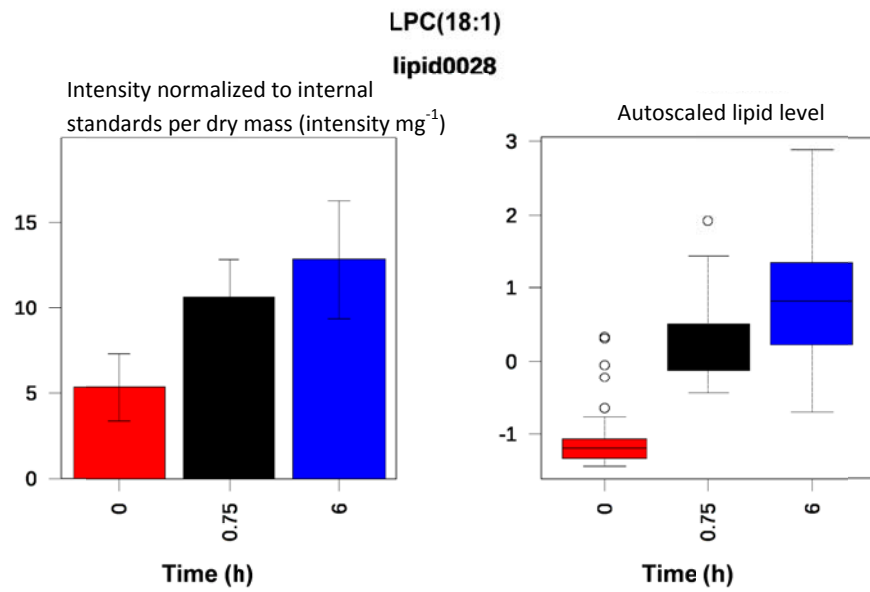 LPC(18:1)
lipid0028
Intensity normalized to internal
standards per dry mass (intensity mg⁻¹)
15
10
5
0
0
0.75
6
Time (h)
Autoscaled lipid level
3
2
1
0
-1
0
0.75
6
Time (h)